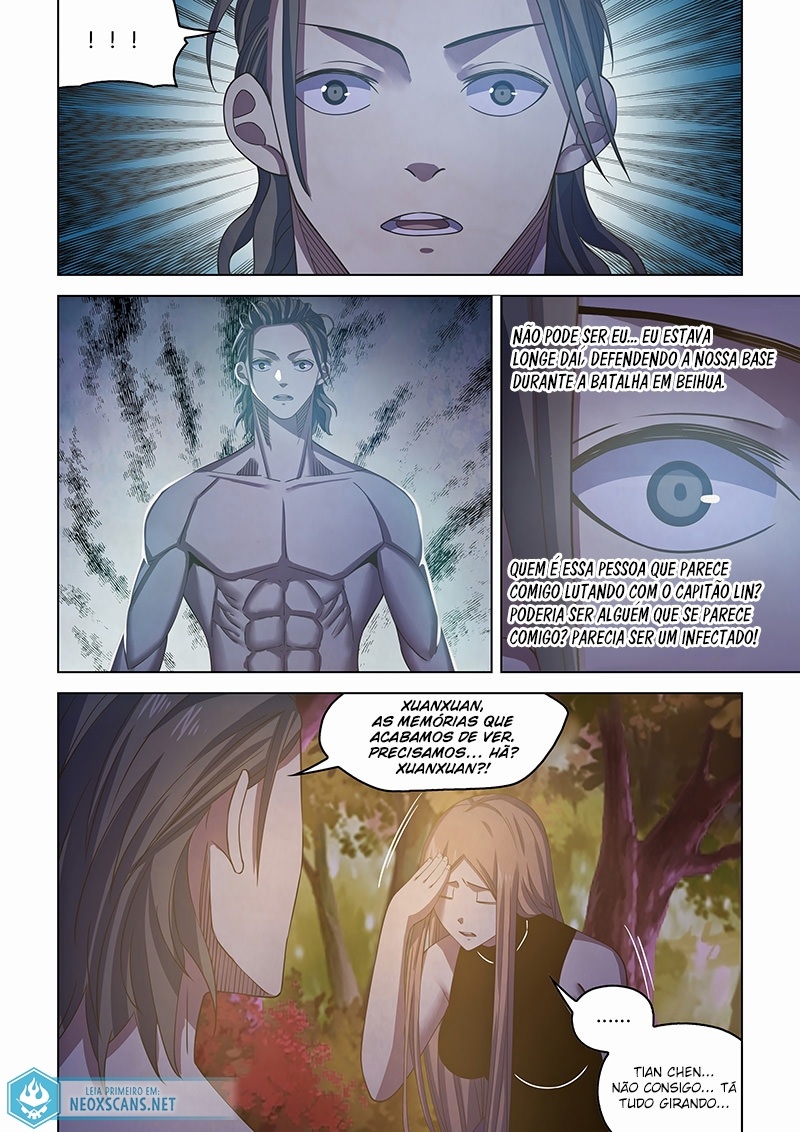 !!!
NÃO PODE SER EU... EU ESTAVA
LONGE DAÍ, DEFENDENDO A NOSSA BASE
DURANTE A BATALHA EM BEIHUA.
QUEM É ESSA PESSOA QUE PARECE
COMIGO LUTANDO COM O CAPITÃO LIN?
PODERIA SER ALGUÉM QUE SE PARECE
COMIGO? PARECIA SER UM INFECTADO!
XUANXUAN,
AS MEMÓRIAS QUE
ACABAMOS DE VER.
PRECISAMOS... HÃ?
XUANXUAN?!
......
TIAN CHEN...
NÃO CONSIGO... TÁ
TUDO GIRANDO...
LEIA PRIMEIRO EM:
NEOXSCANS.NET